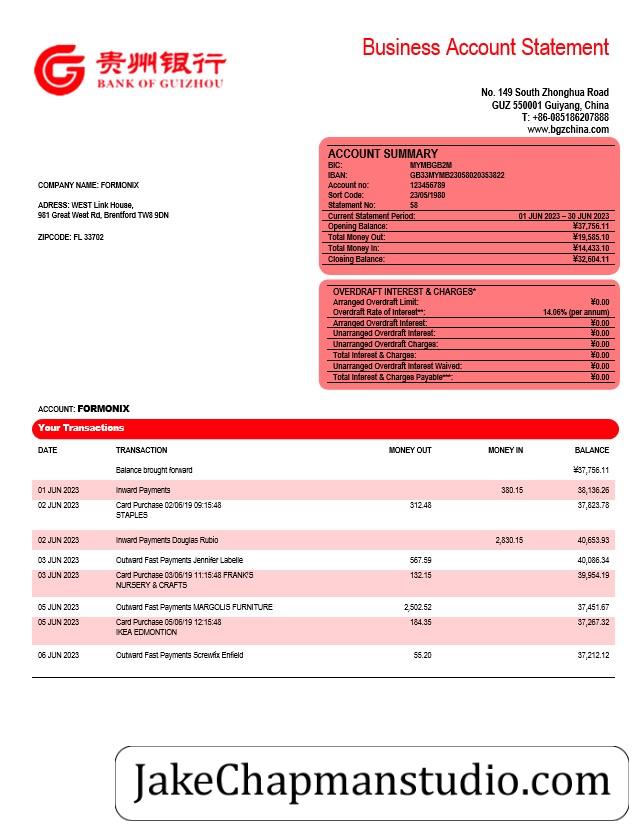 贵州银行
BANK OF GUIZHOU
Business Account Statement
No. 149 South Zhonghua Road
GUZ 550001 Guiyang, China
T: +86-085186207888
www.bgzchina.com
COMPANY NAME: FORMONIX
ADRESS: WEST Link House,
981 Great West Rd, Brentford TW8 9DN
ZIPCODE: FL 33702
ACCOUNT SUMMARY
BIC: MYMBGB2M
IBAN: GB33MYMB23058020353822
Account no: 123456789
Sort Code: 23/05/1980
Statement No: 58
Current Statement Period: 01 JUN 2023 – 30 JUN 2023
Opening Balance: ¥37,756.11
Total Money Out: ¥19,585.10
Total Money In: ¥14,433.10
Closing Balance: ¥32,604.11
OVERDRAFT INTEREST & CHARGES*
Arranged Overdraft Limit: ¥0.00
Overdraft Rate of Interest**: 14.06% (per annum)
Arranged Overdraft Interest: ¥0.00
Unarranged Overdraft Interest: ¥0.00
Unarranged Overdraft Charges: ¥0.00
Total Interest & Charges: ¥0.00
Unarranged Overdraft Interest Waived: ¥0.00
Total Interest & Charges Payable***: ¥0.00
ACCOUNT: FORMONIX
Your Transactions
DATE TRANSACTION MONEY OUT MONEY IN BALANCE
Balance brought forward ¥37,756.11
01 JUN 2023 Inward Payments 380.15 38,136.26
02 JUN 2023 Card Purchase 02/06/19 09:15:48 312.48 37,823.78
STAPLES
02 JUN 2023 Inward Payments Douglas Rubio 2,830.15 40,653.93
03 JUN 2023 Outward Fast Payments Jennifer Labelle 567.59 40,086.34
03 JUN 2023 Card Purchase 03/06/19 11:15:48 FRANK'S 132.15 39,954.19
NURSERY & CRAFTS
05 JUN 2023 Outward Fast Payments MARGOLIS FURNITURE 2,502.52 37,451.67
05 JUN 2023 Card Purchase 05/06/19 12:15:48 184.35 37,267.32
IKEA EDMONTION
06 JUN 2023 Outward Fast Payments Screwfix Enfield 55.20 37,212.12
JakeChapmanstudio.com